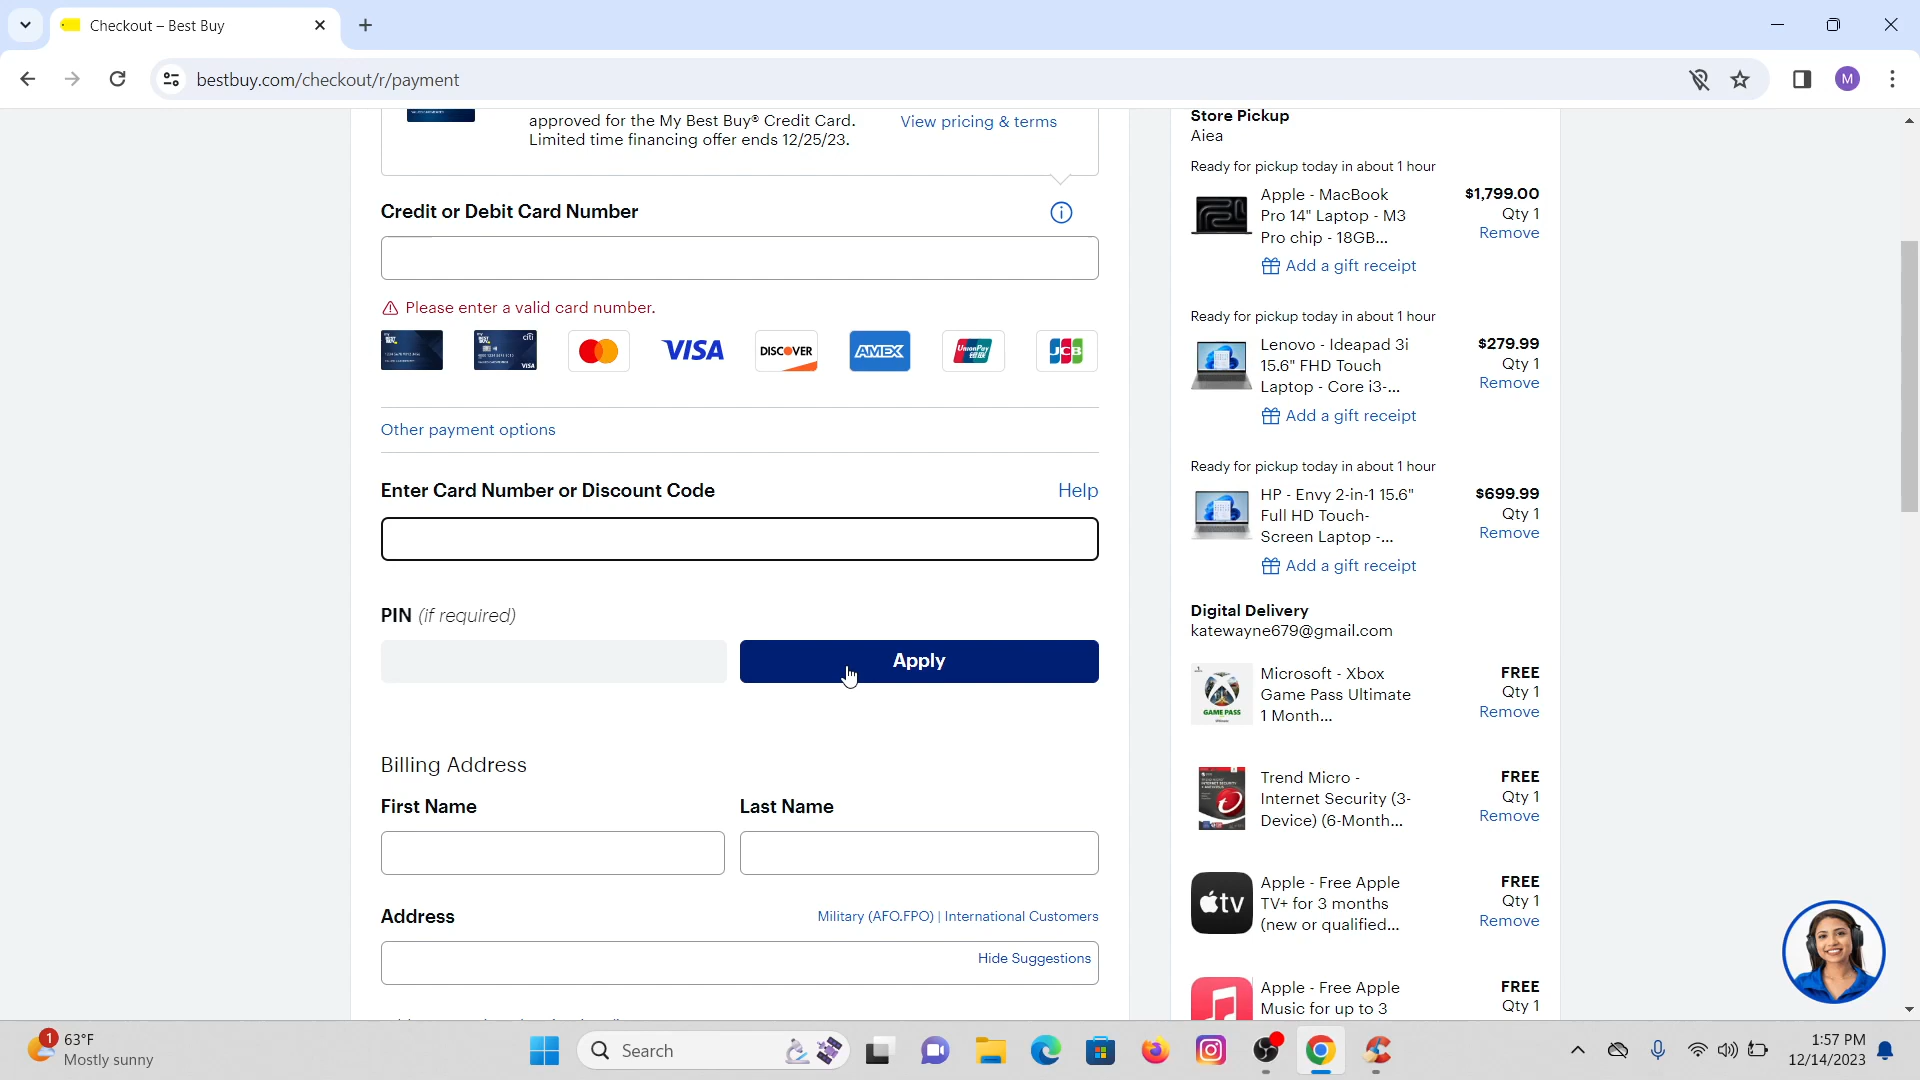 Checkout – Best Buy
bestbuy.com/checkout/r/payment
M
approved for the My Best Buy® Credit Card.
Limited time financing offer ends 12/25/23.
View pricing & terms
Credit or Debit Card Number
Please enter a valid card number.
citi
VISA
VISA
DISCOVER
AMEX
UnionPay
JCB
Other payment options
Enter Card Number or Discount Code
Help
PIN (if required)
Apply
Billing Address
First Name
Last Name
Address
Military (AFO.FPO) | International Customers
Hide Suggestions
Store Pickup
Aiea
Ready for pickup today in about 1 hour
Apple - MacBook
Pro 14" Laptop - M3
Pro chip - 18GB...
$1,799.00
Qty 1
Remove
Add a gift receipt
Ready for pickup today in about 1 hour
Lenovo - Ideapad 3i
15.6" FHD Touch
Laptop - Core i3-...
$279.99
Qty 1
Remove
Add a gift receipt
Ready for pickup today in about 1 hour
HP - Envy 2-in-1 15.6"
Full HD Touch-
Screen Laptop -...
$699.99
Qty 1
Remove
Add a gift receipt
Digital Delivery
katewayne679@gmail.com
GAME PASS
Microsoft - Xbox
Game Pass Ultimate
1 Month...
FREE
Qty 1
Remove
Trend Micro -
Internet Security (3-
Device) (6-Month...
FREE
Qty 1
Remove
tv
Apple - Free Apple
TV+ for 3 months
(new or qualified...
FREE
Qty 1
Remove
Apple - Free Apple
Music for up to 3
FREE
Qty 1
1
63°F
Mostly sunny
Search
1:57 PM
12/14/2023